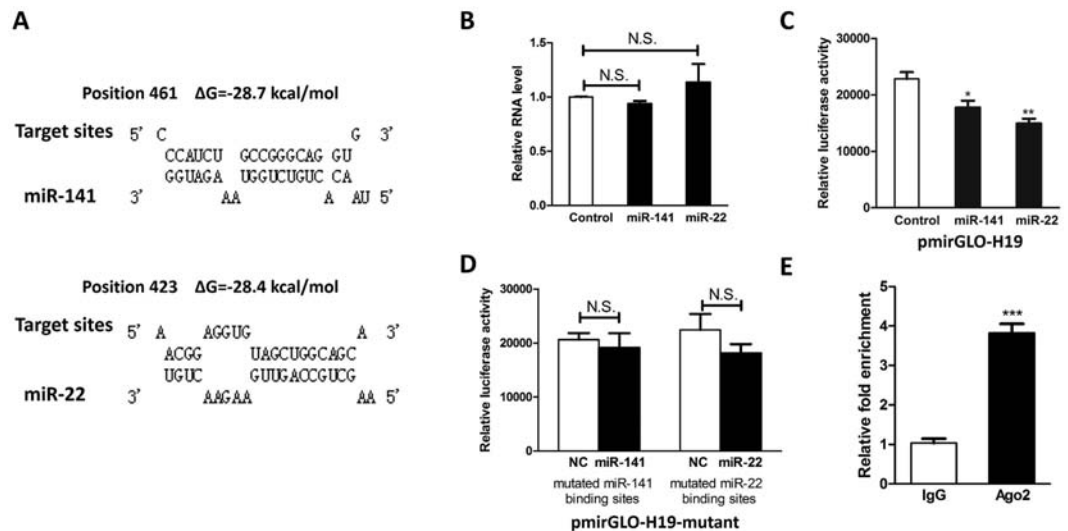 A
Position 461 ΔG=-28.7 kcal/mol
Target sites 5' C G 3'
CCAUCU GCCGGGCAG GU
GGUAGA UGGUCUGUC CA
miR-141 3' AA A AU 5'
Position 423 ΔG=-28.4 kcal/mol
Target sites 5' A AGGUG A 3'
ACGG UAGCUGGCAGC
UGUC GUUGACCGUCG
miR-22 3' AAGAA AA 5'
B
Relative RNA level
1.5
1.0
0.5
0.0
N.S.
N.S.
Control miR-141 miR-22
C
Relative luciferase activity
30000
20000
10000
0
*
**
Control miR-141 miR-22
pmirGLO-H19
D
Relative luciferase activity
30000
20000
10000
0
N.S.
N.S.
NC miR-141 NC miR-22
mutated miR-141 binding sites
mutated miR-22 binding sites
pmirGLO-H19-mutant
E
Relative fold enrichment
5
4
3
2
1
0
***
IgG Ago2